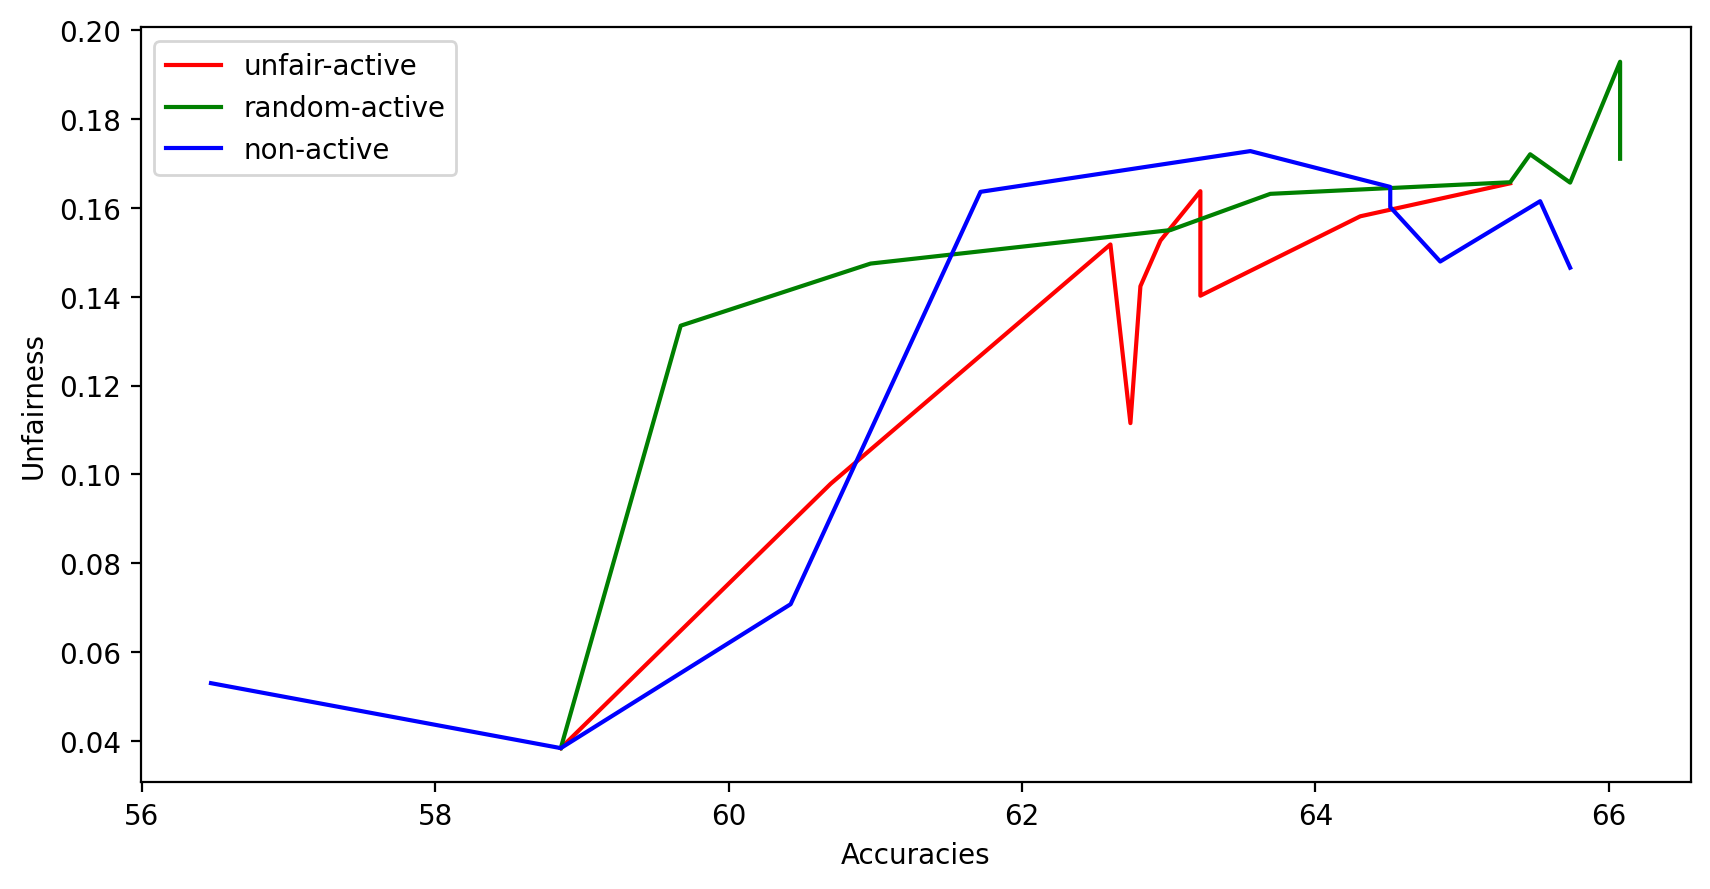 unfair-active
random-active
non-active
0.20
0.18
0.16
0.14
0.12
0.10
0.08
0.06
0.04
Unfairness
56 58 60 62 64 66
Accuracies